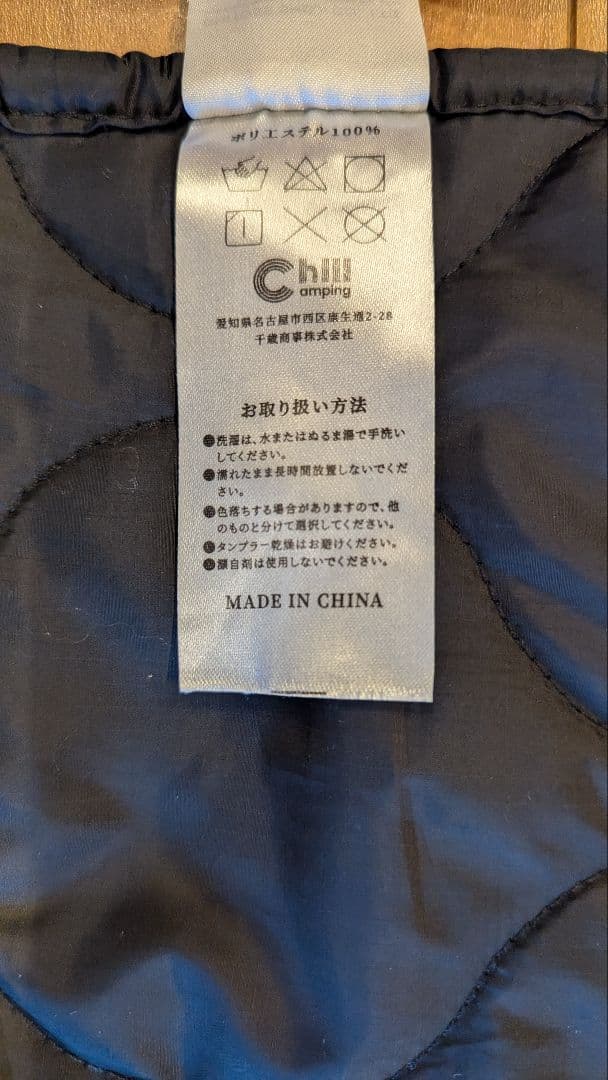 ポリエステル100%
Chill
amping
愛知県名古屋市西区康生通2-28
千歳商事株式会社
お取り扱い方法
●洗濯は、水またはぬるま湯で手洗い
してください。
●濡れたまま長時間放置しないでくだ
さい。
●色落ちする場合がありますので、他
のものと分けて選択してください。
●タンプラー乾燥はお避けください。
●漂自剤は使用しないでください。
MADE IN CHINA